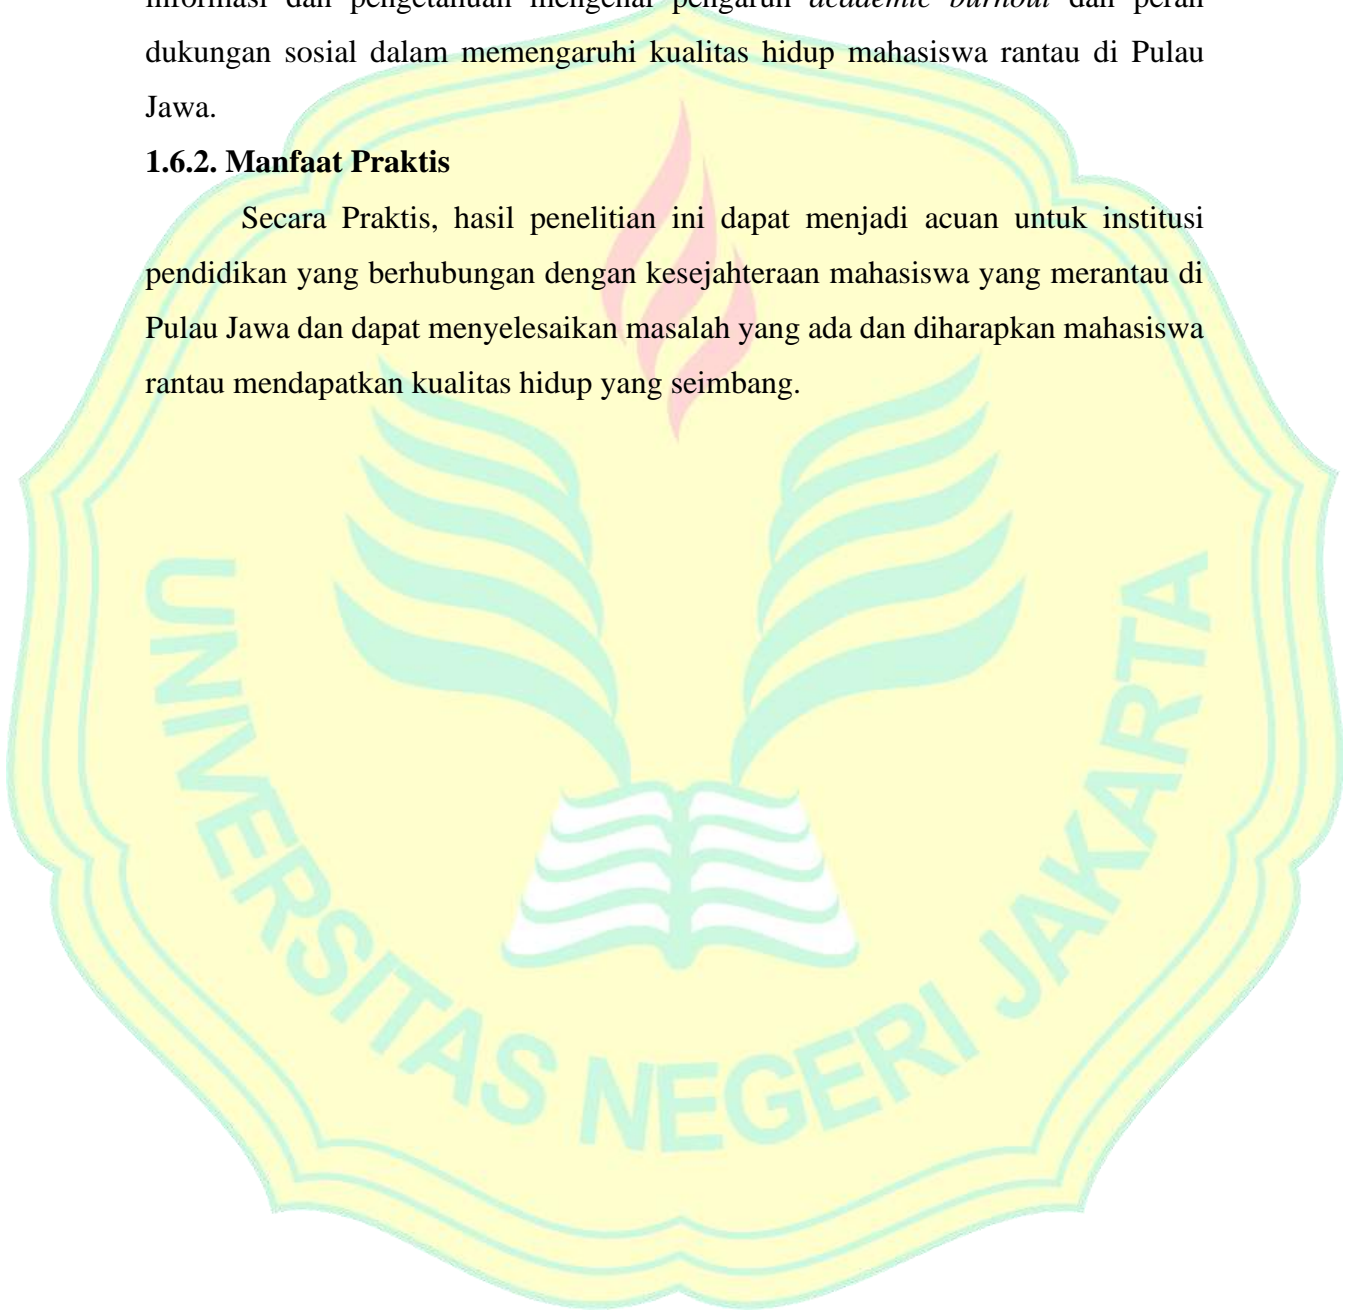 informasi dan pengetahuan mengenai pengaruh academic burnout dan peran
dukungan sosial dalam memengaruhi kualitas hidup mahasiswa rantau di Pulau
Jawa.
1.6.2. Manfaat Praktis
Secara Praktis, hasil penelitian ini dapat menjadi acuan untuk institusi
pendidikan yang berhubungan dengan kesejahteraan mahasiswa yang merantau di
Pulau Jawa dan dapat menyelesaikan masalah yang ada dan diharapkan mahasiswa
rantau mendapatkan kualitas hidup yang seimbang.
UNIVERSITAS NEGERI JAKARTA